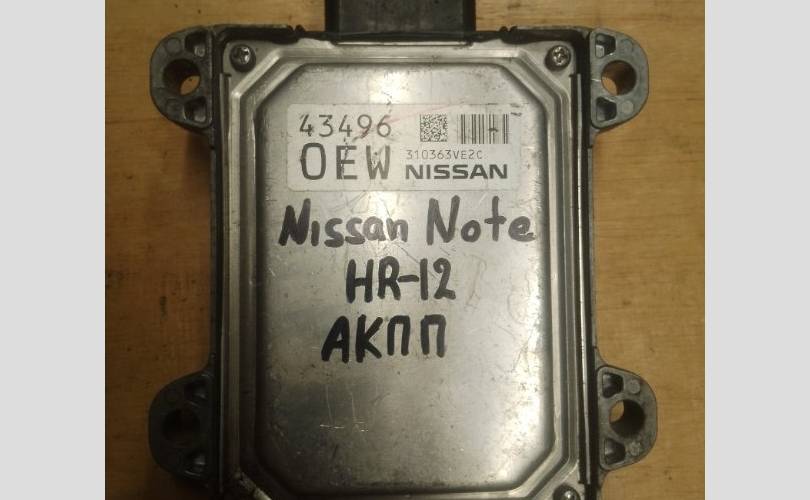 43496
310363VE2C
OEW NISSAN
Nissan Note
HR-12
АКПП